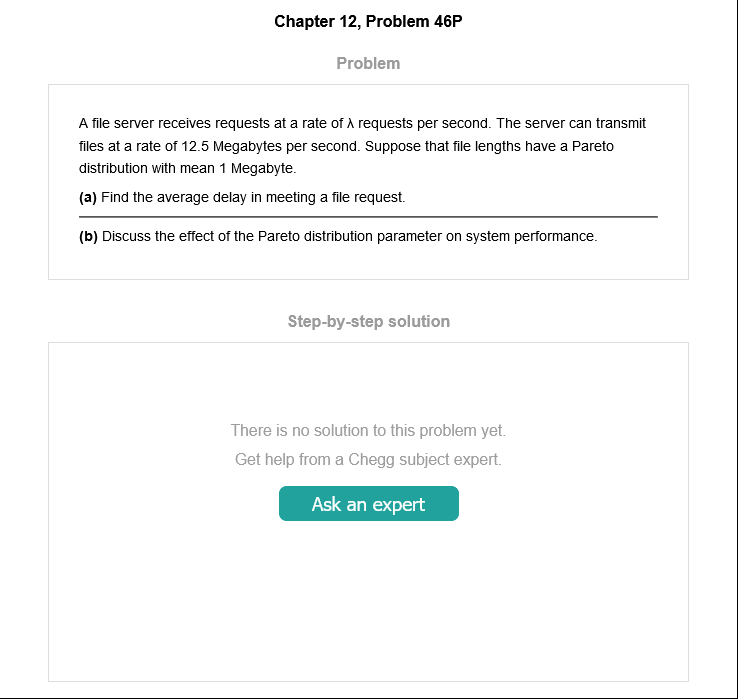 Chapter 12, Problem 46P
Problem
A file server receives requests at a rate of λ requests per second. The server can transmit
files at a rate of 12.5 Megabytes per second. Suppose that file lengths have a Pareto
distribution with mean 1 Megabyte.
(a) Find the average delay in meeting a file request.
(b) Discuss the effect of the Pareto distribution parameter on system performance.
Step-by-step solution
There is no solution to this problem yet.
Get help from a Chegg subject expert.
Ask an expert